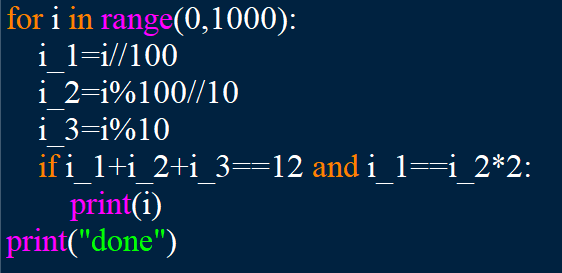 for i in range(0,1000):
    i_1=i//100
    i_2=i%100//10
    i_3=i%10
    if i_1+i_2+i_3==12 and i_1==i_2*2:
        print(i)
print("done")